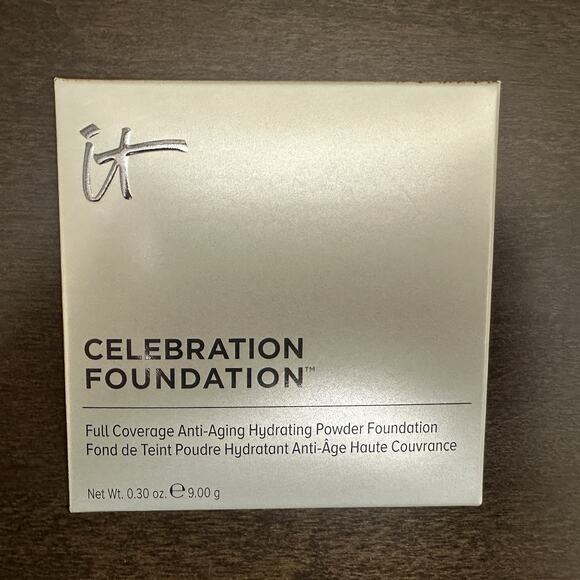 it
CELEBRATION
FOUNDATION™
Full Coverage Anti-Aging Hydrating Powder Foundation
Fond de Teint Poudre Hydratant Anti-Âge Haute Couvrance
Net Wt. 0.30 oz. ℮ 9.00 g